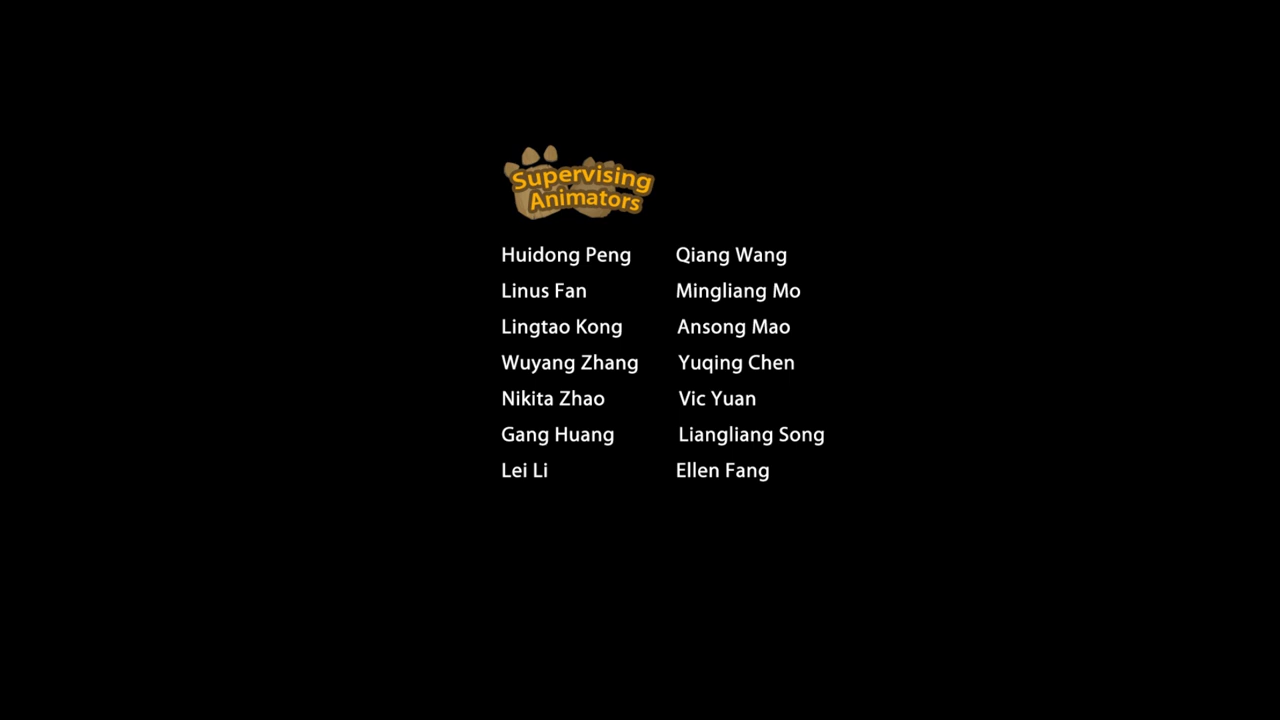 Supervising
Animators
Huidong Peng Qiang Wang
Linus Fan Mingliang Mo
Lingtao Kong Ansong Mao
Wuyang Zhang Yuqing Chen
Nikita Zhao Vic Yuan
Gang Huang Liangliang Song
Lei Li Ellen Fang